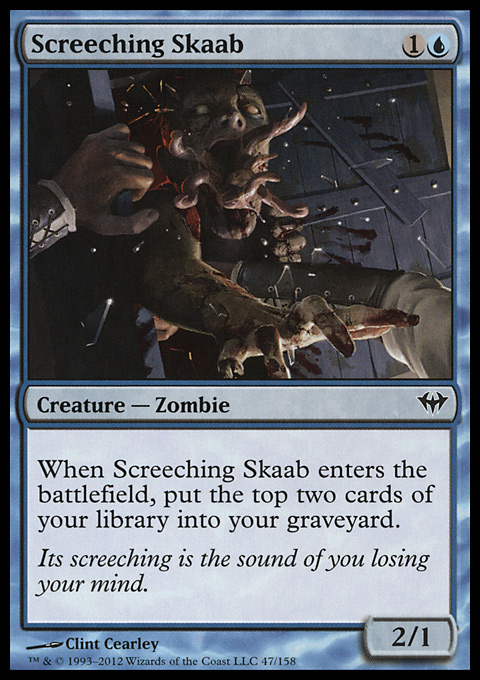 Screeching Skaab 1
Creature — Zombie
When Screeching Skaab enters the
battlefield, put the top two cards of
your library into your graveyard.
Its screeching is the sound of you losing
your mind.
2/1
Clint Cearley
™ & © 1993–2012 Wizards of the Coast LLC 47/158